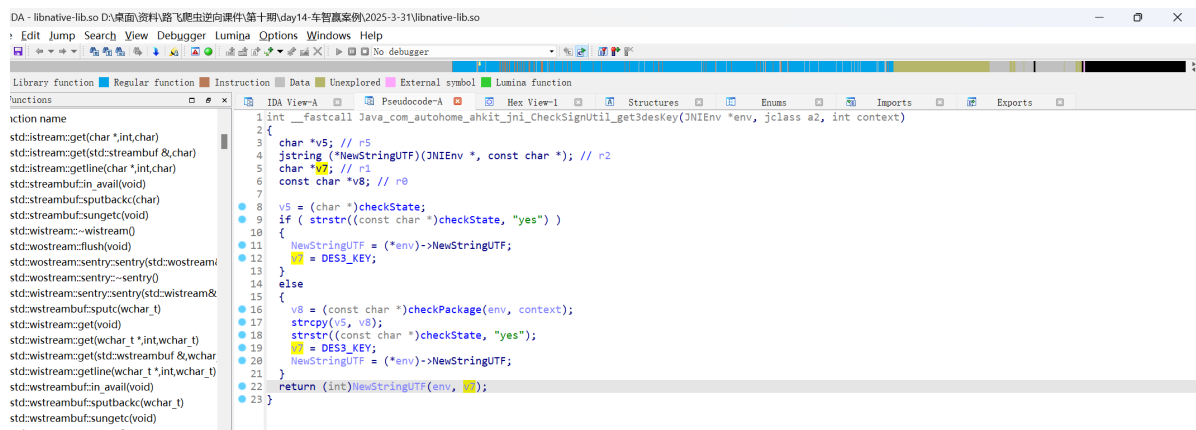 IDA - libnative-lib.so D:\桌面\资料\路飞爬虫逆向课件\第十期\day14-车智赢案例\2025-3-31\libnative-lib.so
Edit Jump Search View Debugger Lumina Options Windows Help
No debugger
Library function Regular function Instruction Data Unexplored External symbol Lumina function
unctions
IDA View-A Pseudocode-A Hex View-1 Structures Enums Imports Exports
nction name
std::istream::get(char *,int,char)
std::istream::get(std::streambuf &,char)
std::istream::getline(char *,int,char)
std::streambuf::in_avail(void)
std::streambuf::sputbackc(char)
std::streambuf::sungetc(void)
std::wistream::~wistream()
std::wostream::flush(void)
std::wostream::sentry::sentry(std::wostream&
std::wostream::sentry::~sentry()
std::wistream::sentry::sentry(std::wistream&
std::wstreambuf::sputc(wchar_t)
std::wistream::get(void)
std::wistream::get(wchar_t *,int,wchar_t)
std::wistream::get(std::wstreambuf &,wchar_
std::wistream::getline(wchar_t *,int,wchar_t)
std::wstreambuf::in_avail(void)
std::wstreambuf::sputbackc(wchar_t)
std::wstreambuf::sungetc(void)
1 int __fastcall Java_com_autohome_ahkit_jni_CheckSignUtil_get3desKey(JNIEnv *env, jclass a2, int context)
2 {
3 char *v5; // r5
4 jstring (*NewStringUTF)(JNIEnv *, const char *); // r2
5 char *v7; // r1
6 const char *v8; // r0
7
8 v5 = (char *)checkState;
9 if ( strstr((const char *)checkState, "yes") )
10 {
11 NewStringUTF = (*env)->NewStringUTF;
12 v7 = DES3_KEY;
13 }
14 else
15 {
16 v8 = (const char *)checkPackage(env, context);
17 strcpy(v5, v8);
18 strstr((const char *)checkState, "yes");
19 v7 = DES3_KEY;
20 NewStringUTF = (*env)->NewStringUTF;
21 }
22 return (int)NewStringUTF(env, v7);
23 }